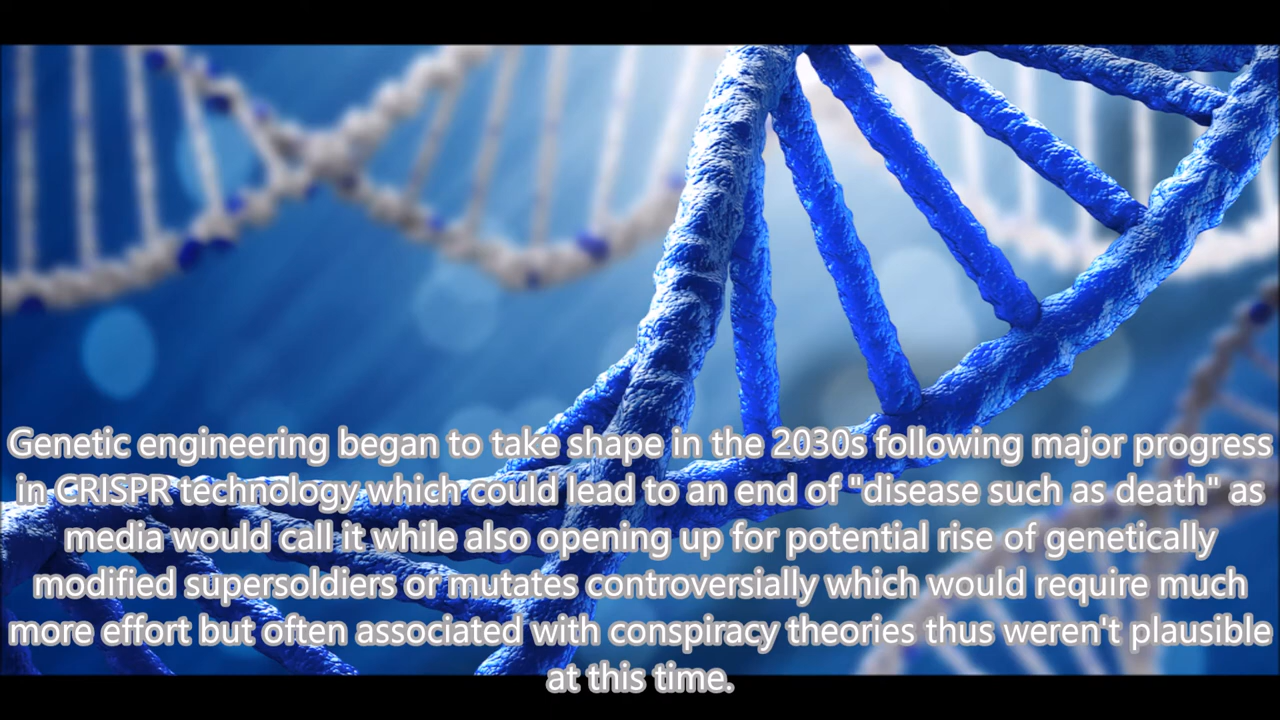 Genetic engineering began to take shape in the 2030s following major progress
in CRISPR technology which could lead to an end of "disease such as death" as
media would call it while also opening up for potential rise of genetically
modified supersoldiers or mutates controversially which would require much
more effort but often associated with conspiracy theories thus weren't plausible
at this time.